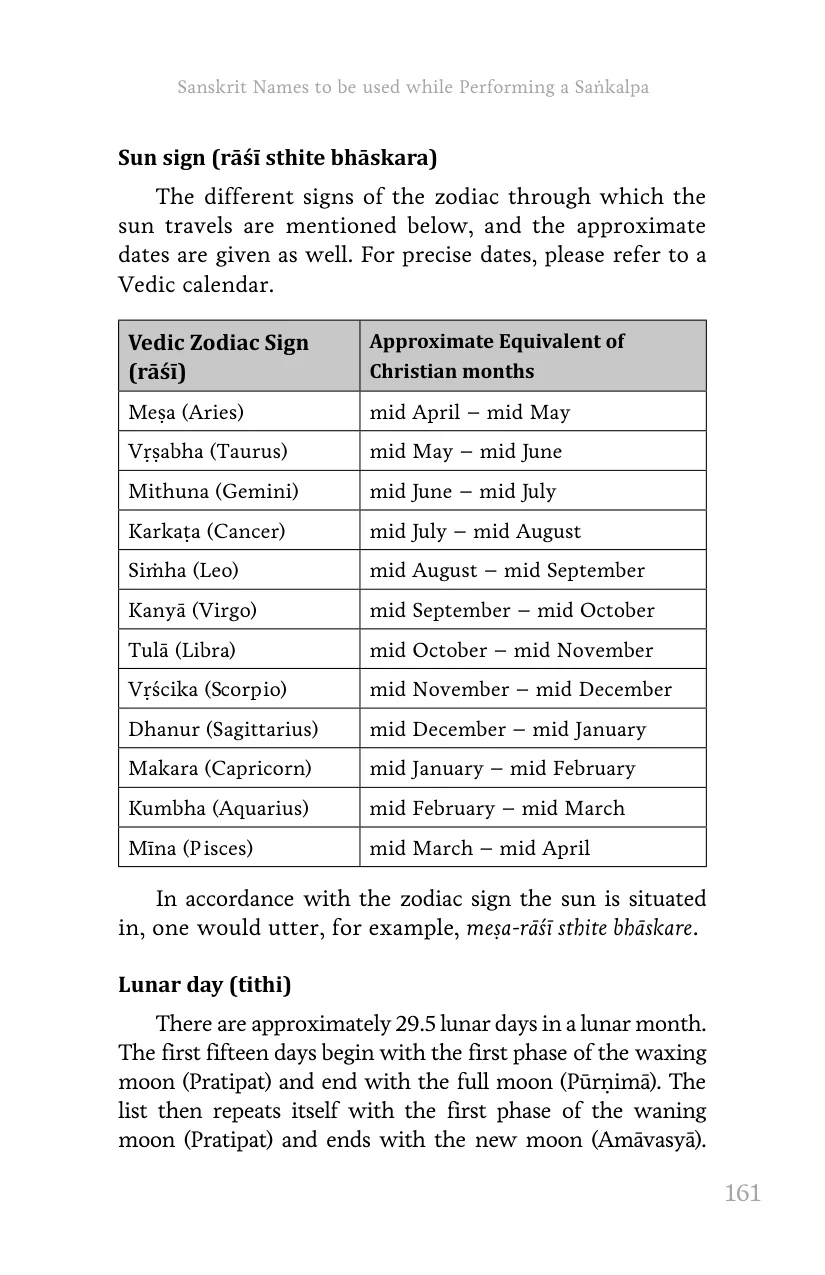 Sanskrit Names to be used while Performing a Saṅkalpa
Sun sign (rāśī sthite bhāskara)
The different signs of the zodiac through which the
sun travels are mentioned below, and the approximate
dates are given as well. For precise dates, please refer to a
Vedic calendar.
Vedic Zodiac Sign
(rāśī)
Approximate Equivalent of
Christian months
Meṣa (Aries)
mid April – mid May
Vṛṣabha (Taurus)
mid May – mid June
Mithuna (Gemini)
mid June – mid July
Karkaṭa (Cancer)
mid July – mid August
Siṁha (Leo)
mid August – mid September
Kanyā (Virgo)
mid September – mid October
Tulā (Libra)
mid October – mid November
Vṛścika (Scorpio)
mid November – mid December
Dhanur (Sagittarius)
mid December – mid January
Makara (Capricorn)
mid January – mid February
Kumbha (Aquarius)
mid February – mid March
Mīna (Pisces)
mid March – mid April
In accordance with the zodiac sign the sun is situated
in, one would utter, for example, meṣa-rāśī sthite bhāskare.
Lunar day (tithi)
There are approximately 29.5 lunar days in a lunar month.
The first fifteen days begin with the first phase of the waxing
moon (Pratipat) and end with the full moon (Pūrṇimā). The
list then repeats itself with the first phase of the waning
moon (Pratipat) and ends with the new moon (Amāvasyā).
161